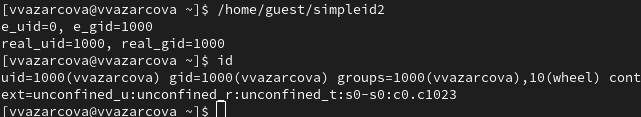 [vvazarcova@vvazarcova ~]$ /home/guest/simpleid2
e_uid=0, e_gid=1000
real_uid=1000, real_gid=1000
[vvazarcova@vvazarcova ~]$ id
uid=1000(vvazarcova) gid=1000(vvazarcova) groups=1000(vvazarcova),10(wheel) cont
ext=unconfined_u:unconfined_r:unconfined_t:s0-s0:c0.c1023
[vvazarcova@vvazarcova ~]$